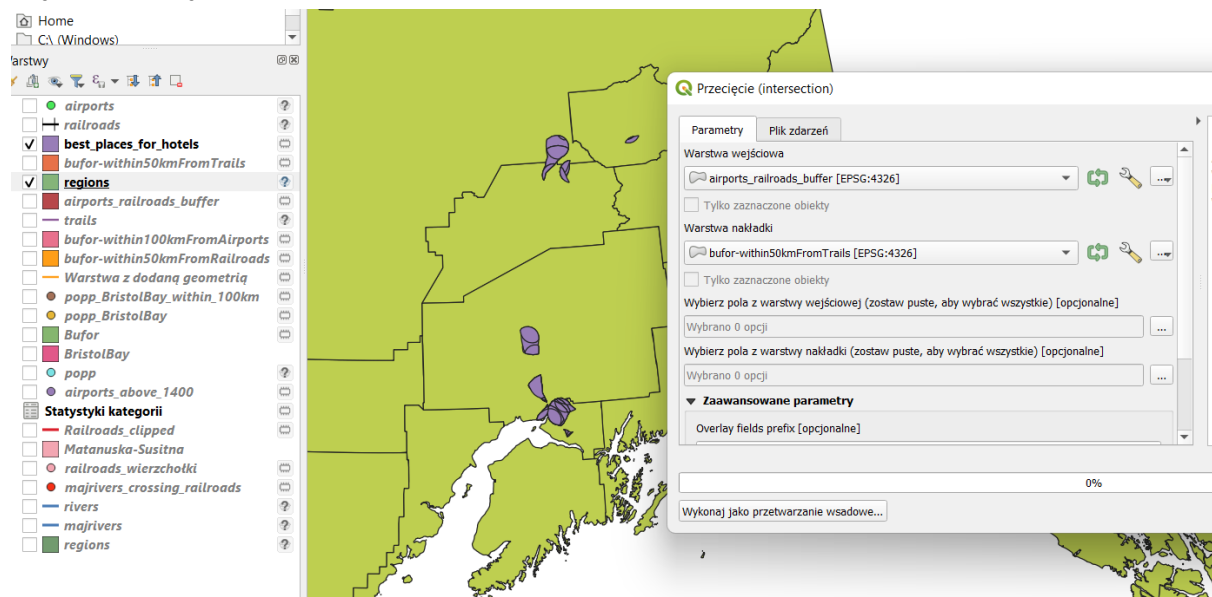 Home
C:\ (Windows)
arstwy
airports
railroads
best_places_for_hotels
bufor-within50kmFromTrails
regions
airports_railroads_buffer
trails
bufor-within100kmFromAirports
bufor-within50kmFromRailroads
Warstwa z dodaną geometrią
popp_BristolBay_within_100km
popp_BristolBay
Bufor
BristolBay
popp
airports_above_1400
Statystyki kategorii
Railroads_clipped
Matanuska-Susitna
railroads_wierzchołki
majrivers_crossing_railroads
rivers
majrivers
regions
Przecięcie (intersection)
Parametry Plik zdarzeń
Warstwa wejściowa
airports_railroads_buffer [EPSG:4326]
Tylko zaznaczone obiekty
Warstwa nakładki
bufor-within50kmFromTrails [EPSG:4326]
Tylko zaznaczone obiekty
Wybierz pola z warstwy wejściowej (zostaw puste, aby wybrać wszystkie) [opcjonalne]
Wybrano 0 opcji
...
Wybierz pola z warstwy nakładki (zostaw puste, aby wybrać wszystkie) [opcjonalne]
Wybrano 0 opcji
...
Zaawansowane parametry
Overlay fields prefix [opcjonalne]
0%
Wykonaj jako przetwarzanie wsadowe...